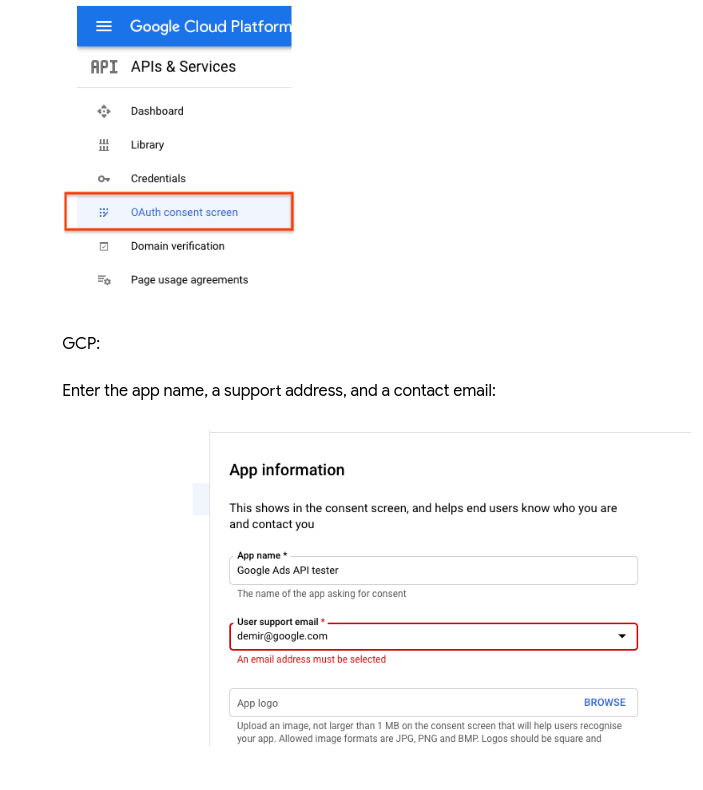 Google Cloud Platform
API APIs & Services
Dashboard
Library
Credentials
OAuth consent screen
Domain verification
Page usage agreements
GCP:
Enter the app name, a support address, and a contact email:
App information
This shows in the consent screen, and helps end users know who you are
and contact you
App name *
Google Ads API tester
The name of the app asking for consent
User support email *
demir@google.com
An email address must be selected
App logo BROWSE
Upload an image, not larger than 1 MB on the consent screen that will help users recognise
your app. Allowed image formats are JPG, PNG and BMP. Logos should be square and